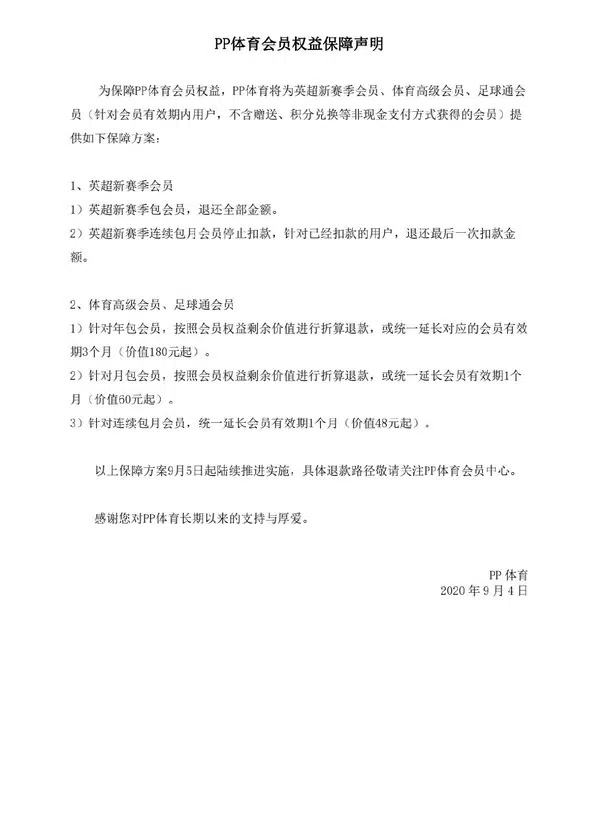 PP体育会员权益保障声明
为保障PP体育会员权益，PP体育将为英超新赛季会员、体育高级会员、足球通会
员（针对会员有效期内用户，不含赠送、积分兑换等非现金支付方式获得的会员）提
供如下保障方案：
1、英超新赛季会员
1）英超新赛季包会员，退还全部金额。
2）英超新赛季连续包月会员停止扣款，针对已经扣款的用户，退还最后一次扣款金
额。
2、体育高级会员、足球通会员
1）针对年包会员，按照会员权益剩余价值进行折算退款，或统一延长对应的会员有效
期3个月（价值180元起）。
2）针对月包会员，按照会员权益剩余价值进行折算退款，或统一延长会员有效期1个
月（价值60元起）。
3）针对连续包月会员，统一延长会员有效期1个月（价值48元起）。
以上保障方案9月5日起陆续推进实施，具体退款路径敬请关注PP体育会员中心。
感谢您对PP体育长期以来的支持与厚爱。
PP 体育
2020 年 9 月 4 日